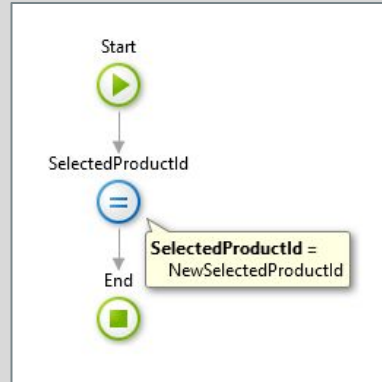 Start
SelectedProductId
SelectedProductId =
NewSelectedProductId
End